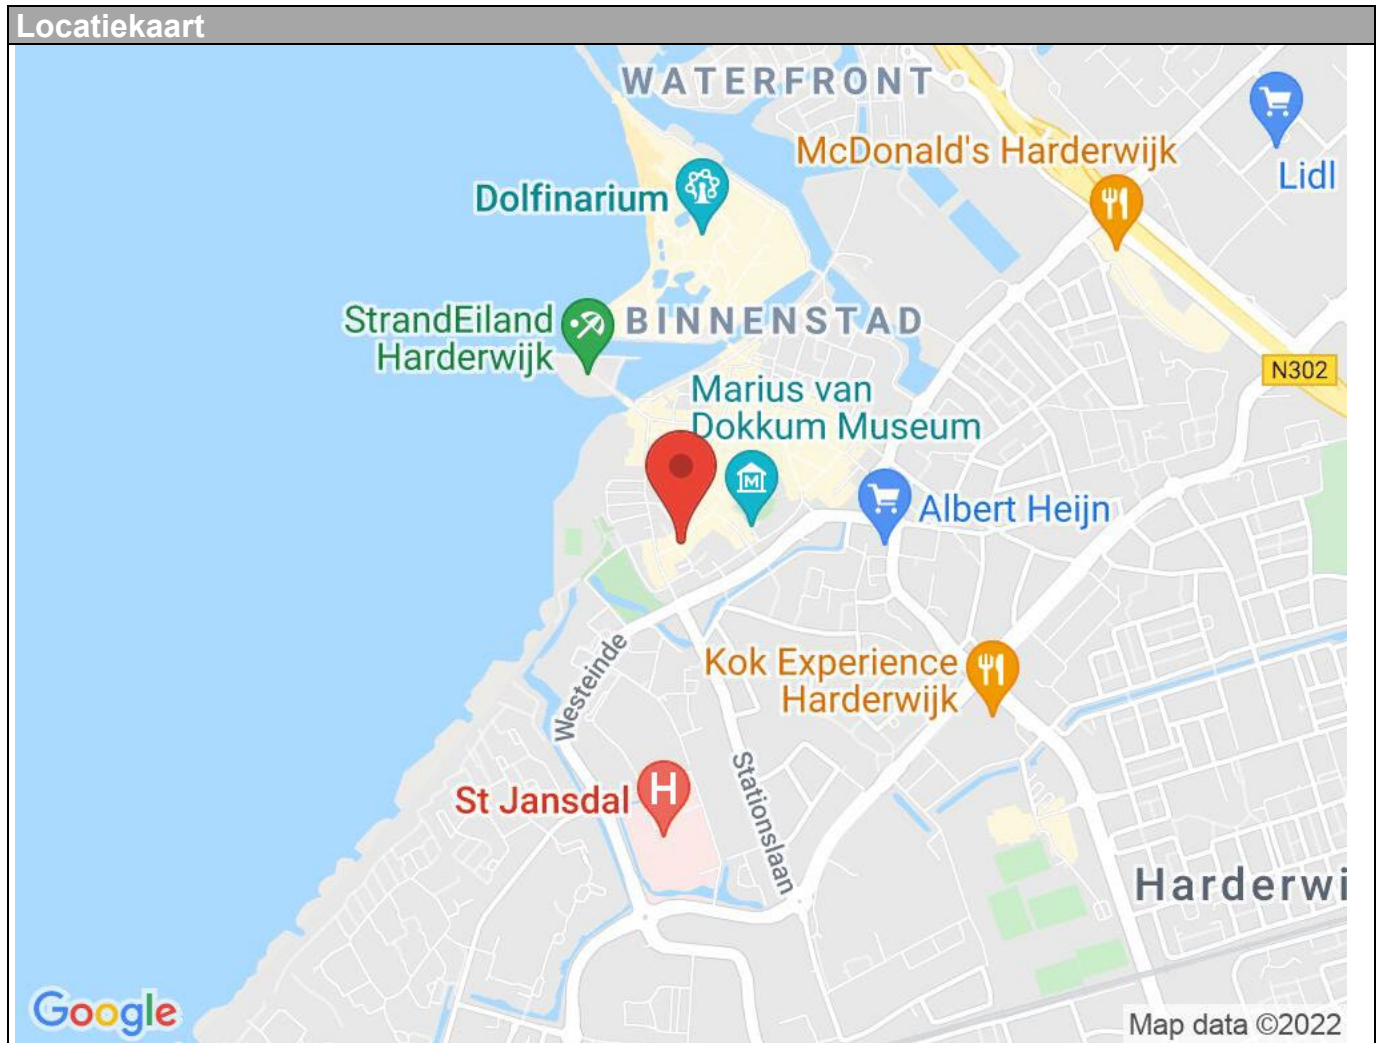 Locatiekaart
WATERFRONT
McDonald's Harderwijk
Lidl
Dolfinarium
StrandEiland
Harderwijk
BINNENSTAD
N302
Marius van
Dokkum Museum
M
Albert Heijn
Westeinde
Kok Experience
Harderwijk
Stationslaan
St Jansdal
H
Harderwi
Google
Map data ©2022